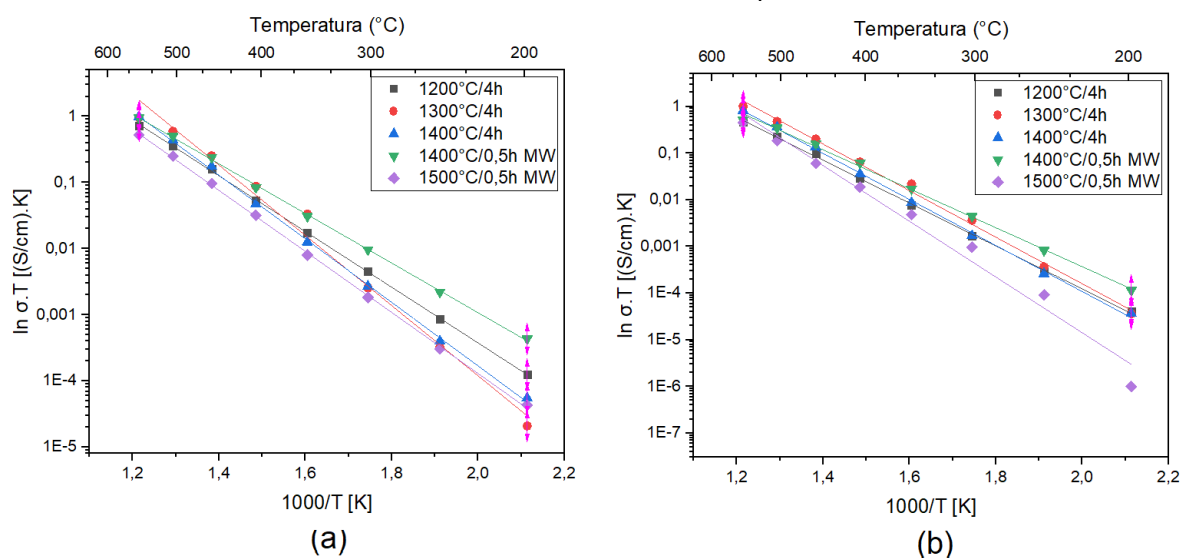 Temperatura (°C)
600 500 400 300 200
1200°C/4h
1300°C/4h
1400°C/4h
1400°C/0,5h MW
1500°C/0,5h MW
1
0,1
0,01
0,001
1E-4
1E-5
ln σ.T [(S/cm).K]
1,2 1,4 1,6 1,8 2,0 2,2
1000/T [K]
(a)
Temperatura (°C)
600 500 400 300 200
1200°C/4h
1300°C/4h
1400°C/4h
1400°C/0,5h MW
1500°C/0,5h MW
1
0,1
0,01
0,001
1E-4
1E-5
1E-6
1E-7
ln σ.T [(S/cm).K]
1,2 1,4 1,6 1,8 2,0 2,2
1000/T [K]
(b)